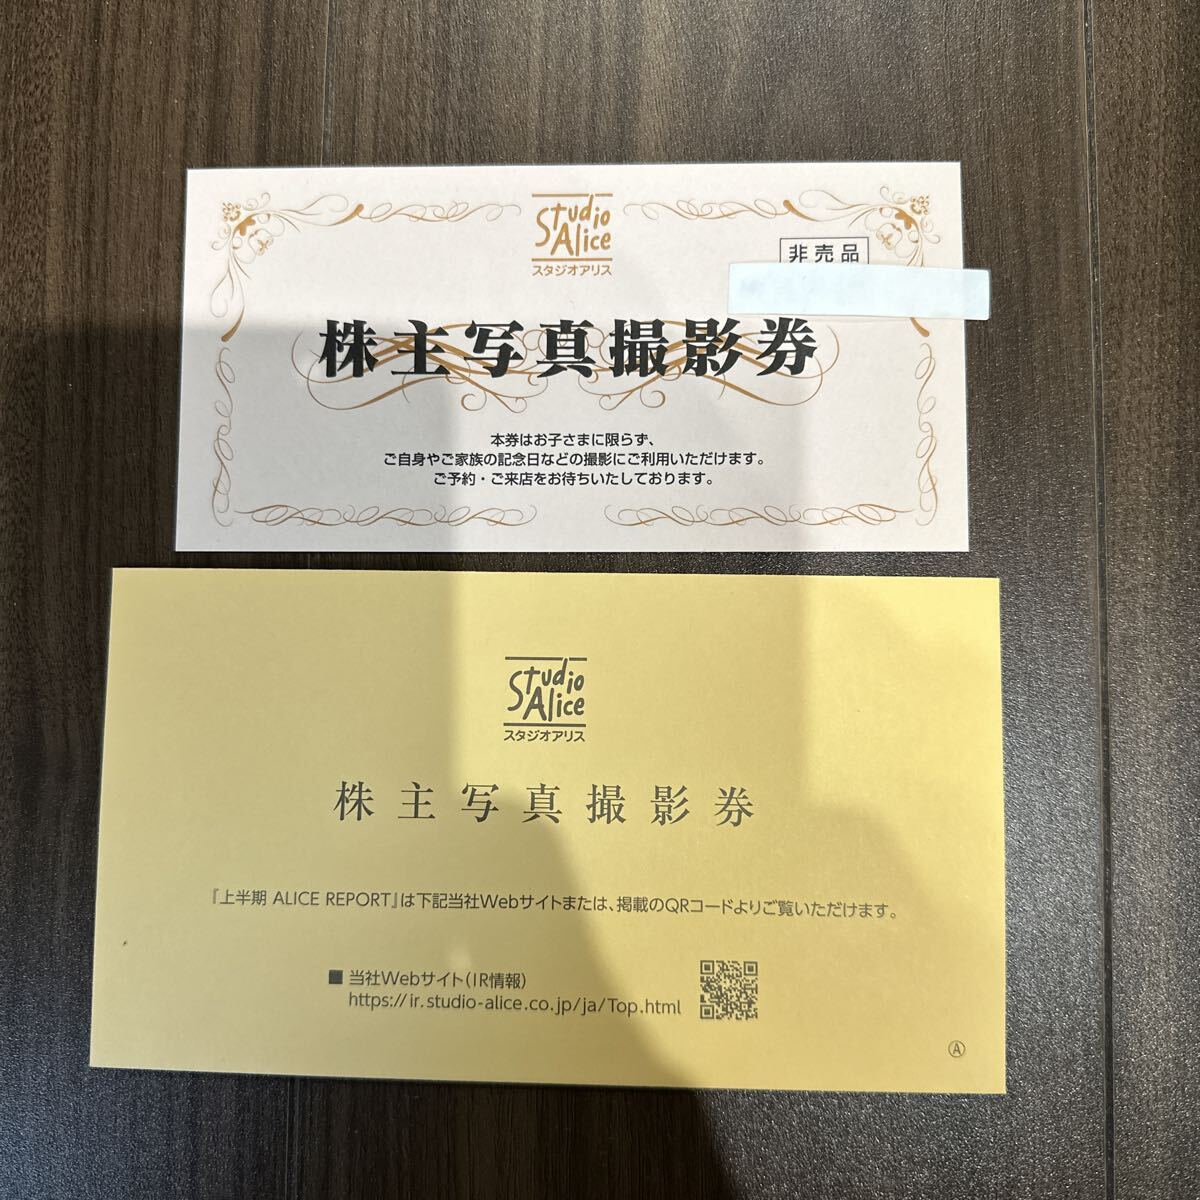 Studio
Alice
スタジオアリス
非売品
株主写真撮影券
本券はお子さまに限らず、
ご自身やご家族の記念日などの撮影にご利用いただけます。
ご予約・ご来店をお待ちいたしております。
Studio
Alice
スタジオアリス
株主写真撮影券
『上半期 ALICE REPORT』は下記当社Webサイトまたは、掲載のQRコードよりご覧いただけます。
■ 当社Webサイト(IR情報)
https://ir.studio-alice.co.jp/ja/Top.html
Ⓐ